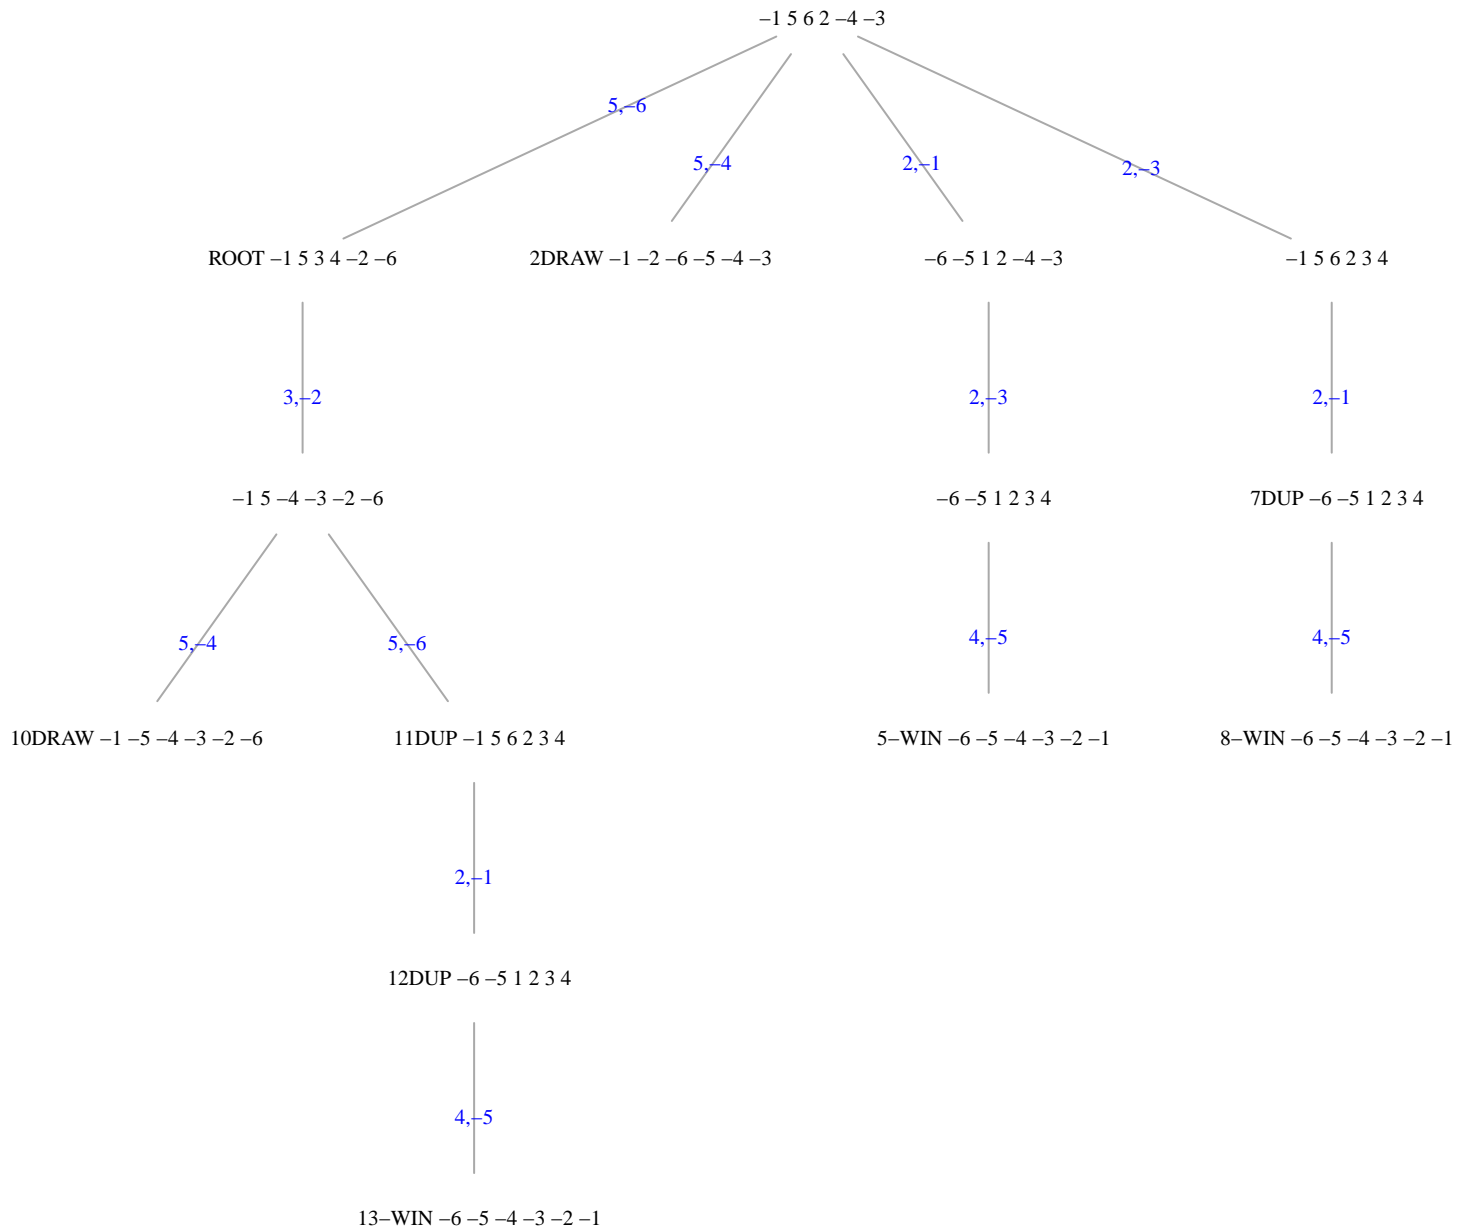 –1 5 6 2 –4 –3
5,–6
5,–4
2,–1
2,–3
ROOT –1 5 3 4 –2 –6
2DRAW –1 –2 –6 –5 –4 –3
–6 –5 1 2 –4 –3
–1 5 6 2 3 4
3,–2
2,–3
2,–1
–1 5 –4 –3 –2 –6
–6 –5 1 2 3 4
7DUP –6 –5 1 2 3 4
5,–4
5,–6
4,–5
4,–5
10DRAW –1 –5 –4 –3 –2 –6
11DUP –1 5 6 2 3 4
5–WIN –6 –5 –4 –3 –2 –1
8–WIN –6 –5 –4 –3 –2 –1
2,–1
12DUP –6 –5 1 2 3 4
4,–5
13–WIN –6 –5 –4 –3 –2 –1